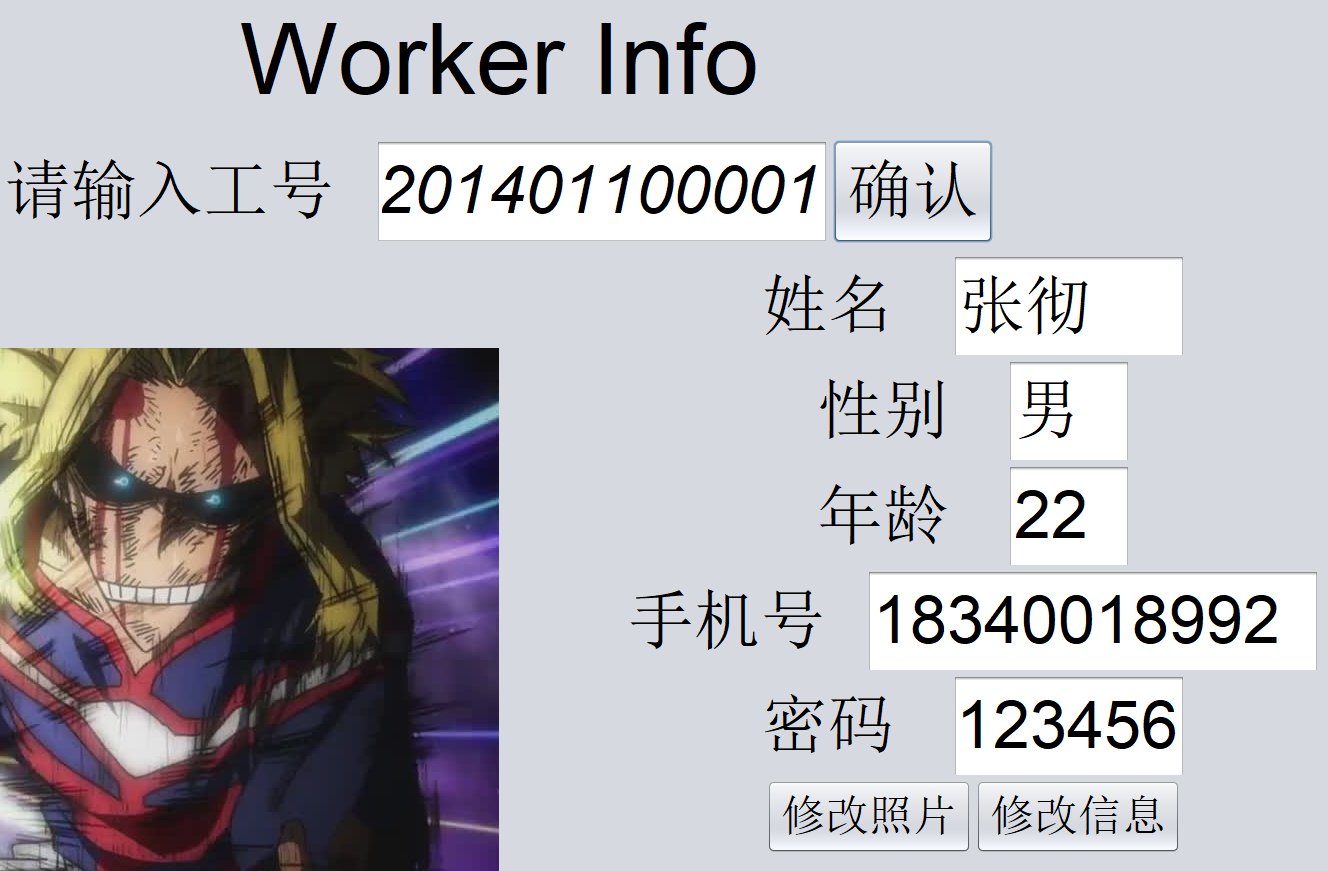 Worker Info
请输入工号 201401100001 确认
姓名 张彻
性别 男
年龄 22
手机号 18340018992
密码 123456
修改照片 修改信息